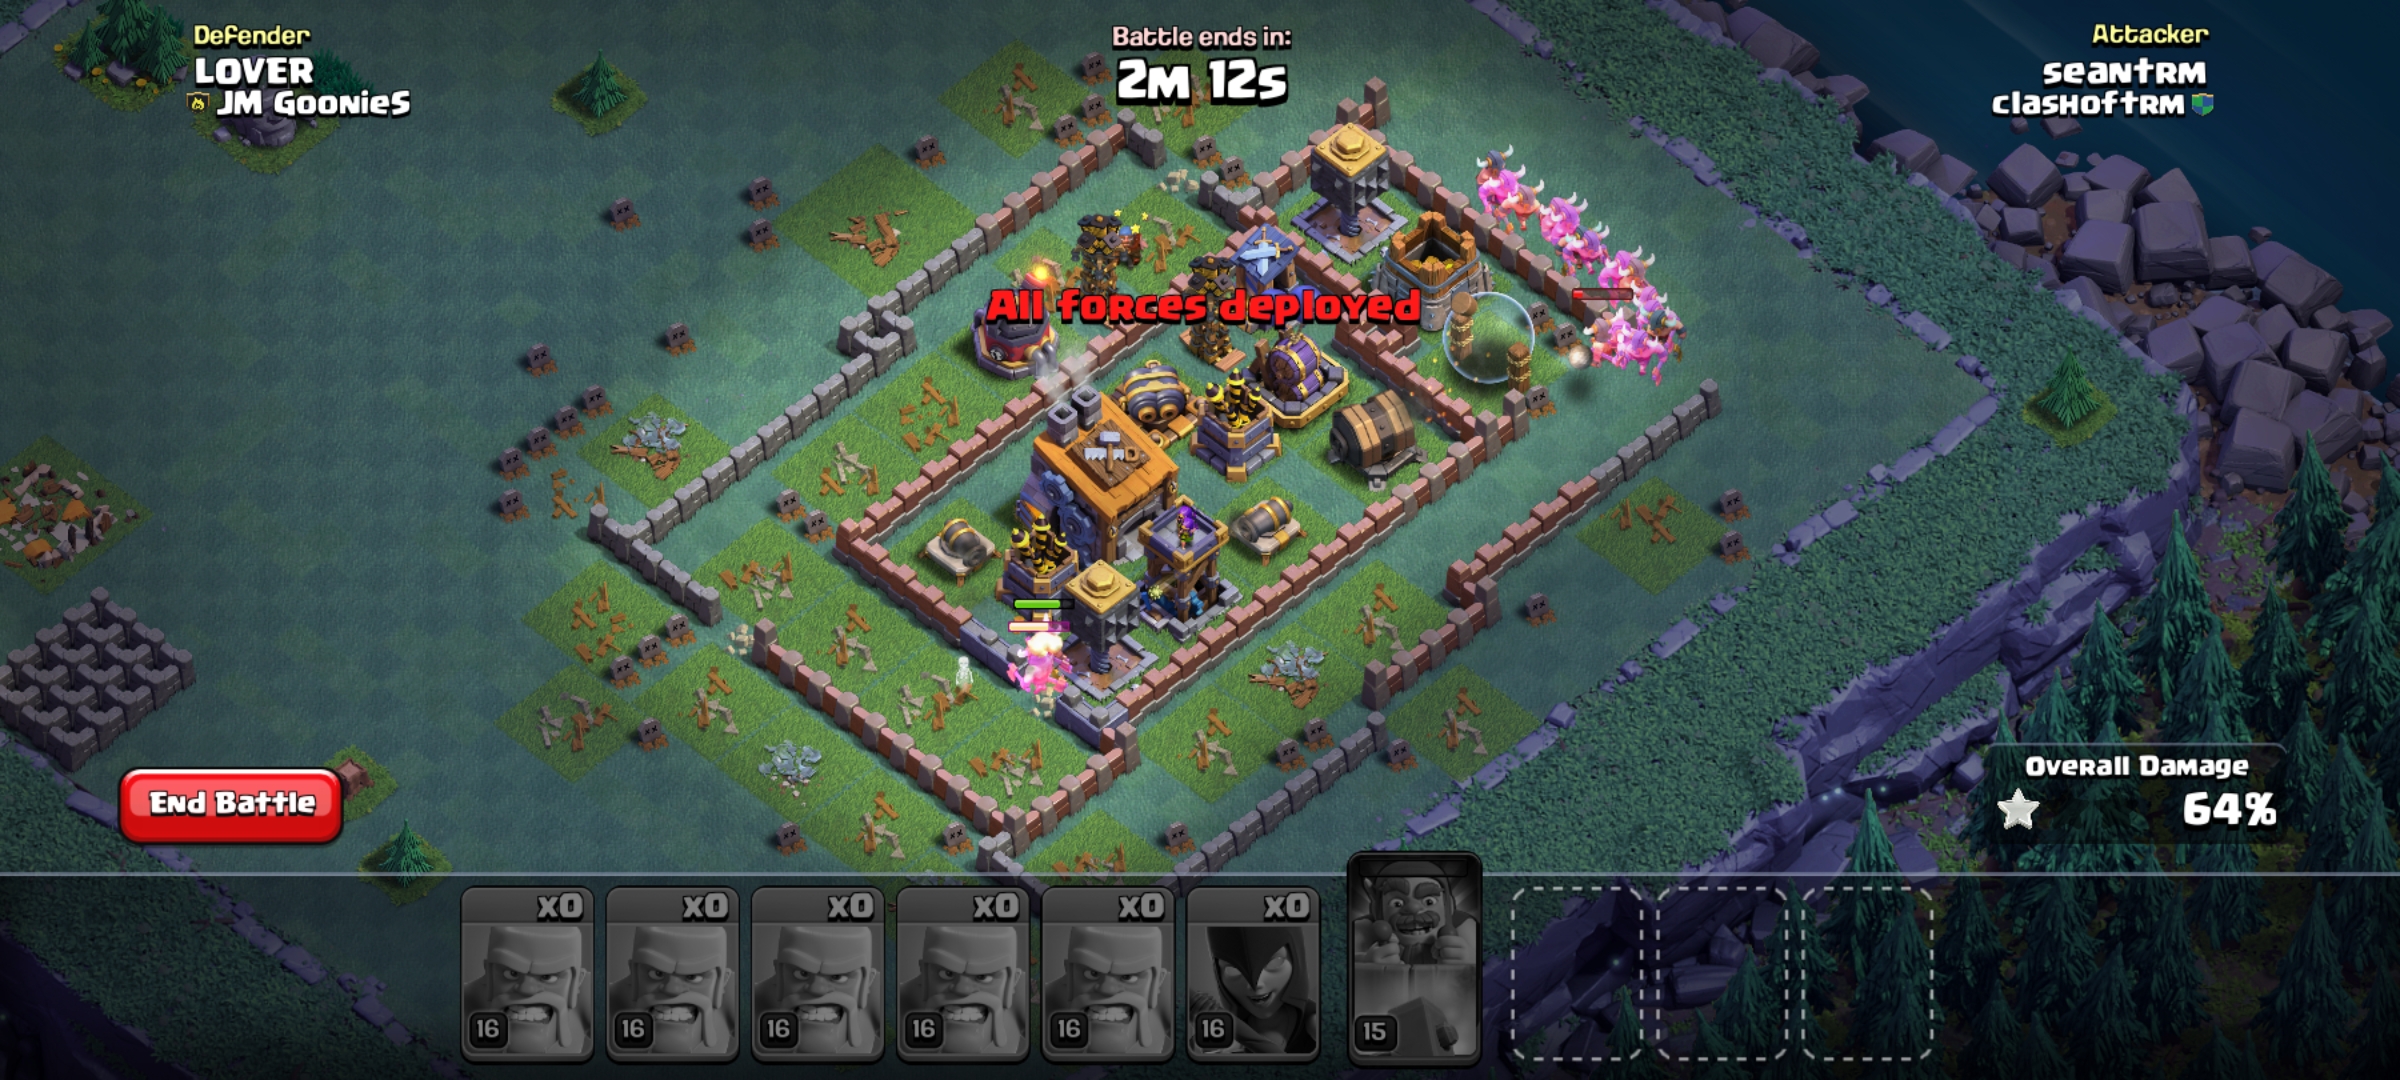 Defender
LOVER
JM GoonieS
Battle ends in:
2M 12s
Attacker
seantRM
clashoftRM
All forces deployed
End Battle
Overall Damage
64%
x0
x0
x0
x0
x0
x0
16
16
16
16
16
16
15